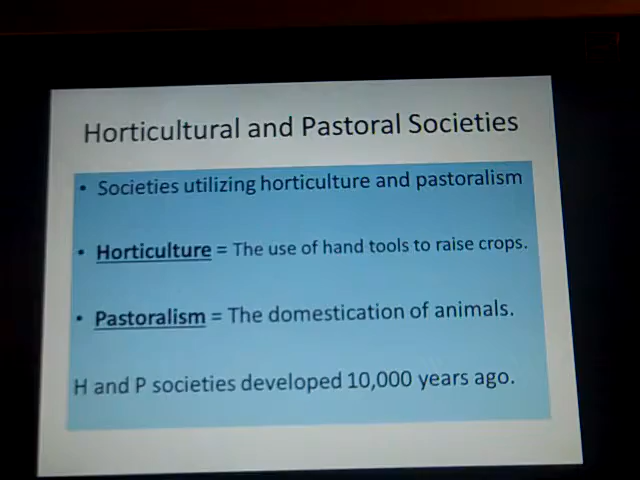 Horticultural and Pastoral Societies
• Societies utilizing horticulture and pastoralism
• Horticulture = The use of hand tools to raise crops.
• Pastoralism = The domestication of animals.
H and P societies developed 10,000 years ago.